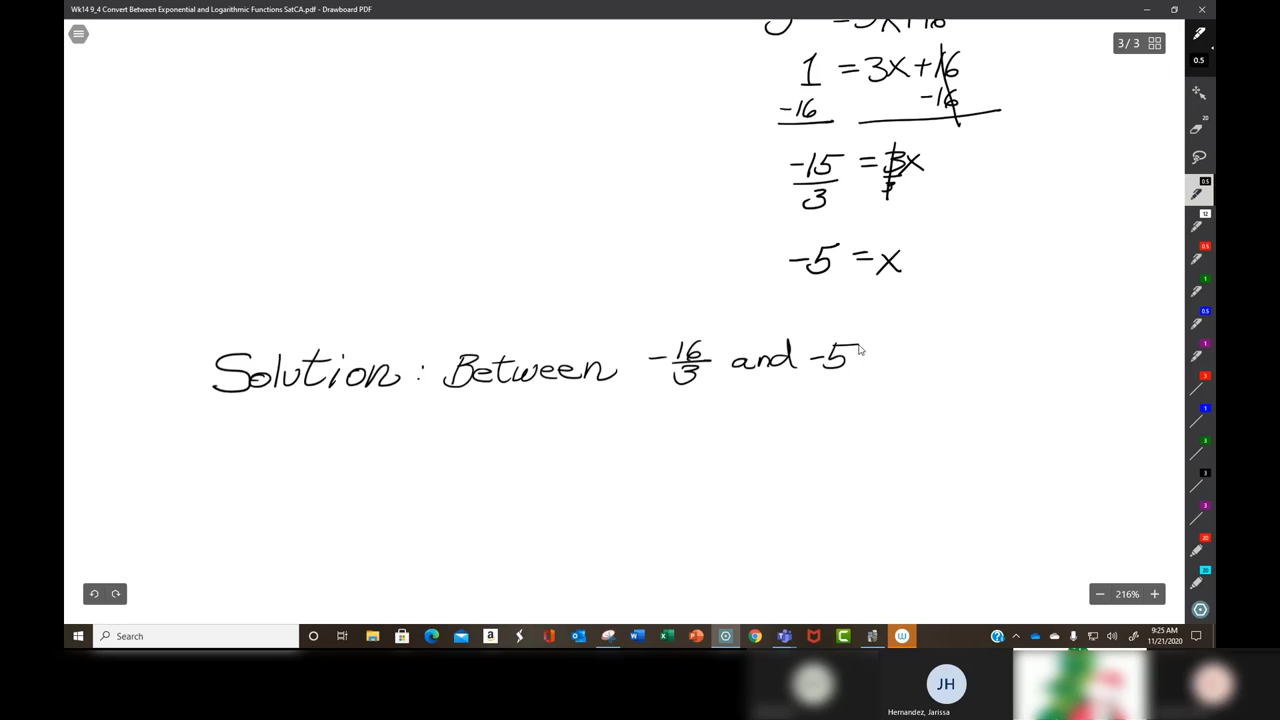 Wk14 9_4 Convert Between Exponential and Logarithmic Functions SatCA.pdf - Drawboard PDF
3 / 3
0.5
1 = 3x + 16
-16 -16
-15 = 3x
3 3
-5 = x
Solution : Between -16/3 and -5
216%
Search
9:25 AM
11/21/2020
JH
Hernandez, Jarissa